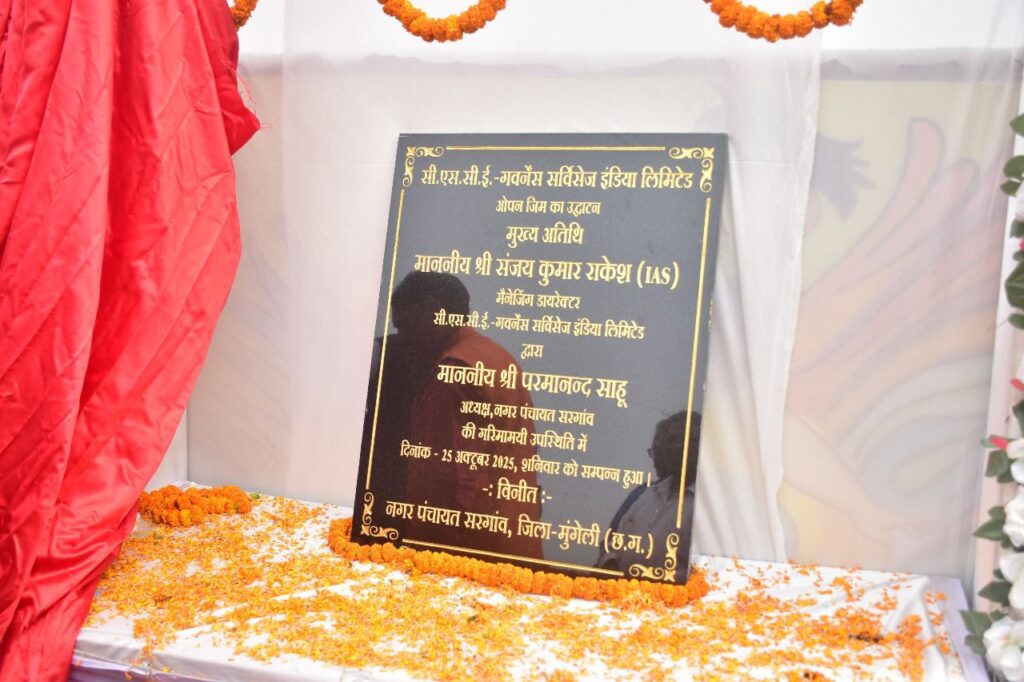 सी.एस.सी.ई.-गवर्नेंस सर्विसेज इंडिया लिमिटेड
ओपन जिम का उद्घाटन
मुख्य अतिथि
माननीय श्री संजय कुमार राकेश (IAS)
मैनेजिंग डायरेक्टर
सी.एस.सी.ई.-गवर्नेंस सर्विसेज इंडिया लिमिटेड
द्वारा
माननीय श्री परमानन्द साहू
अध्यक्ष,नगर पंचायत सरगांव
की गरिमामयी उपस्थिति में
दिनांक - 25 अक्टूबर 2025, शनिवार को सम्पन्न हुआ।
-: विनीत :-
नगर पंचायत सरगांव, जिला-मुंगेली (छ.ग.)